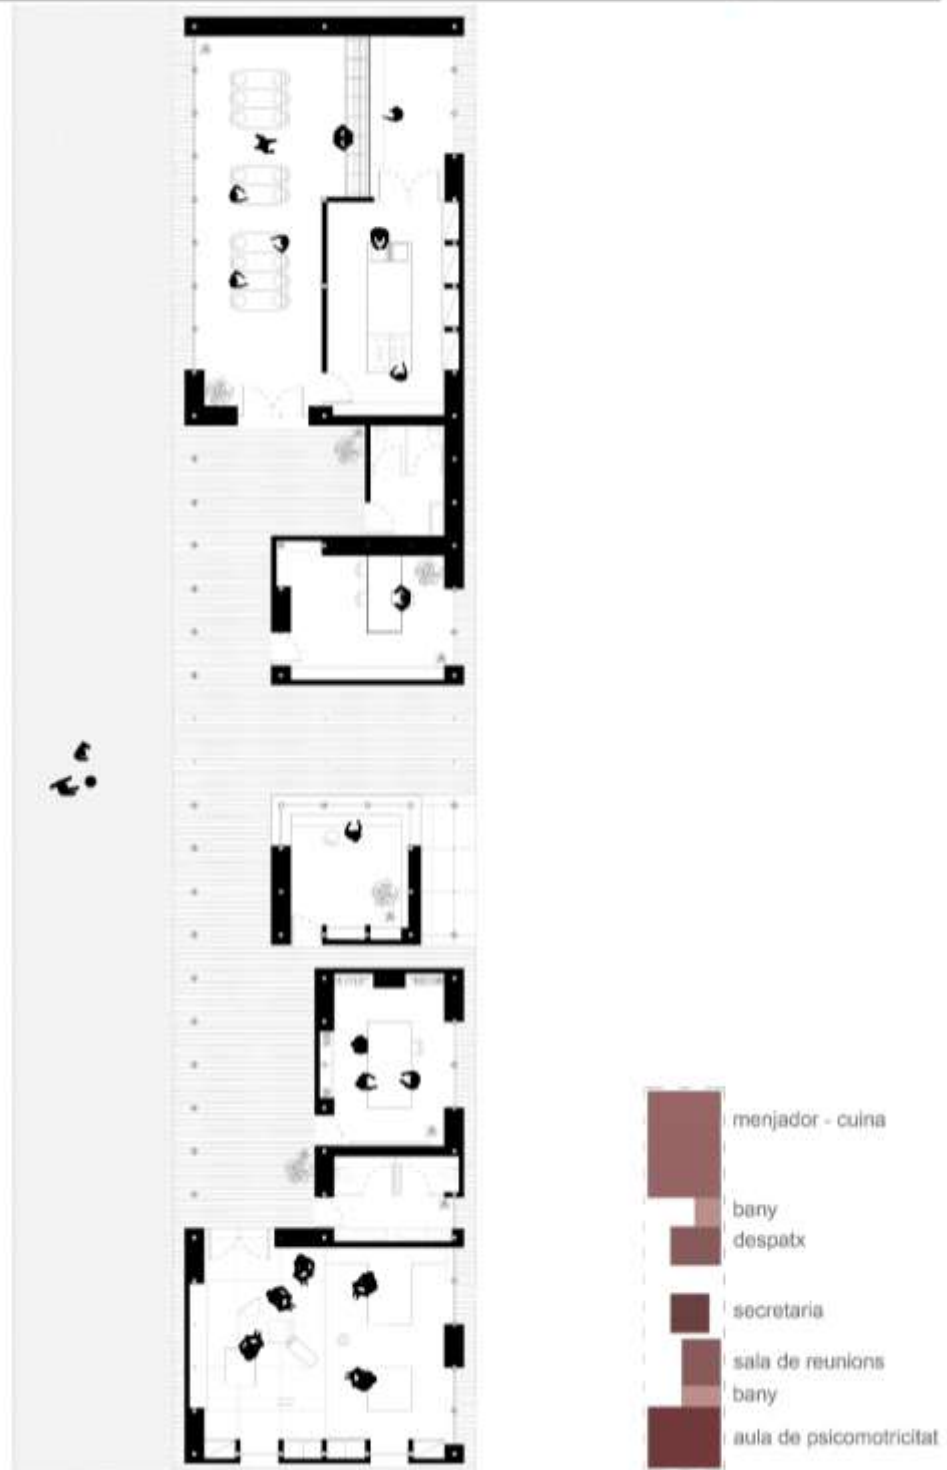 menjador - cuina
bany
despatx
secretaria
sala de reunions
bany
aula de psicomotricitat